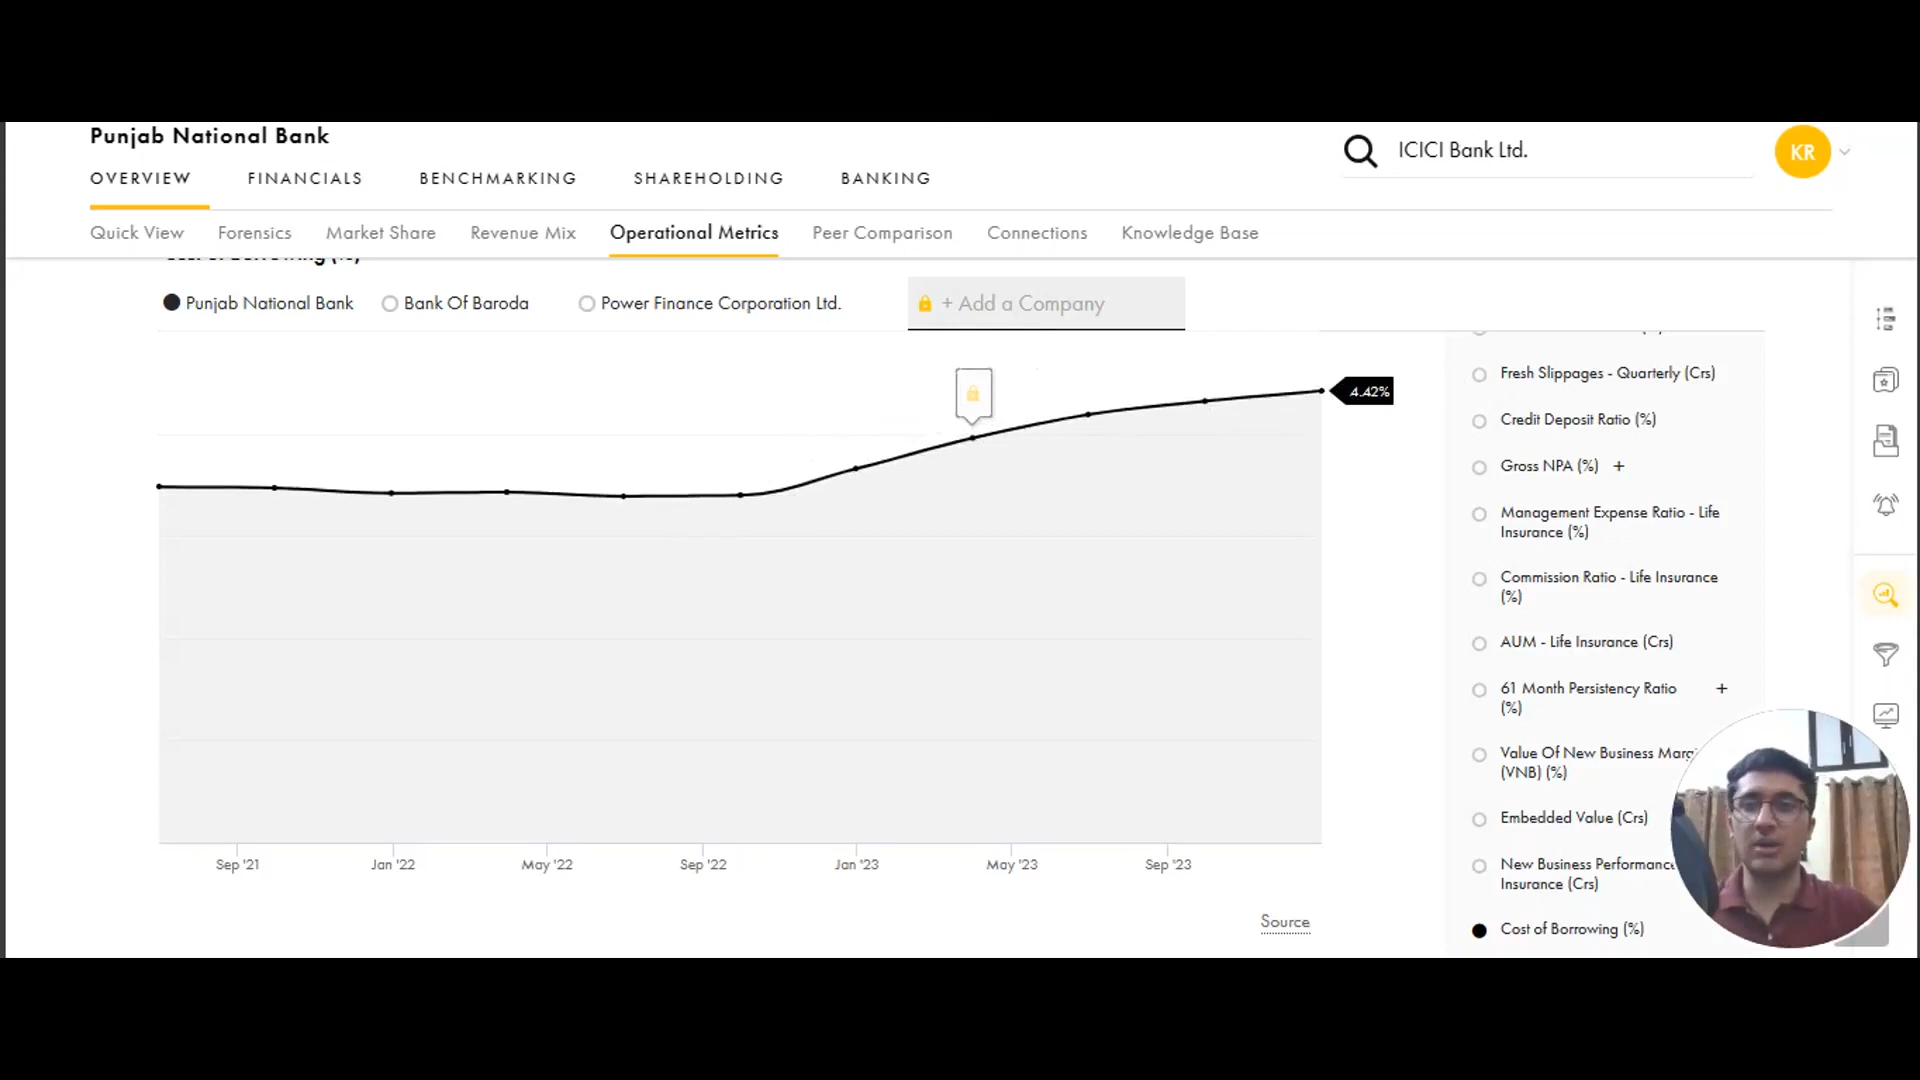 Punjab National Bank
ICICI Bank Ltd.
KR
OVERVIEW FINANCIALS BENCHMARKING SHAREHOLDING BANKING
Quick View Forensics Market Share Revenue Mix Operational Metrics Peer Comparison Connections Knowledge Base
Punjab National Bank Bank Of Baroda Power Finance Corporation Ltd. + Add a Company
4.42%
Sep '21 Jan '22 May '22 Sep '22 Jan '23 May '23 Sep '23
Source
Fresh Slippages - Quarterly (Crs)
Credit Deposit Ratio (%)
Gross NPA (%) +
Management Expense Ratio - Life
Insurance (%)
Commission Ratio - Life Insurance
(%)
AUM - Life Insurance (Crs)
61 Month Persistency Ratio +
(%)
Value Of New Business
(VNB) (%)
Embedded Value (Crs)
New Business Performance
Insurance (Crs)
Cost of Borrowing (%)